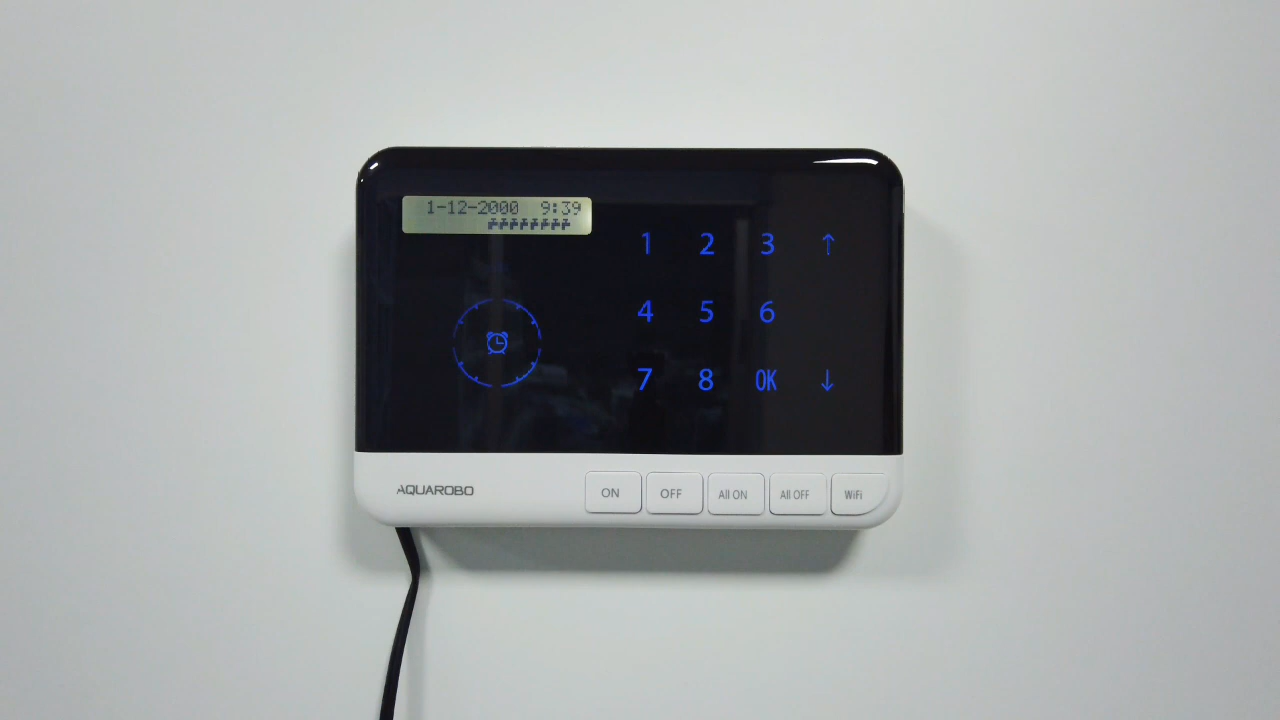 1-12-2000 9:39
1 2 3 ↑
4 5 6
7 8 OK ↓
AQUAROBO ON OFF All ON All OFF WiFi